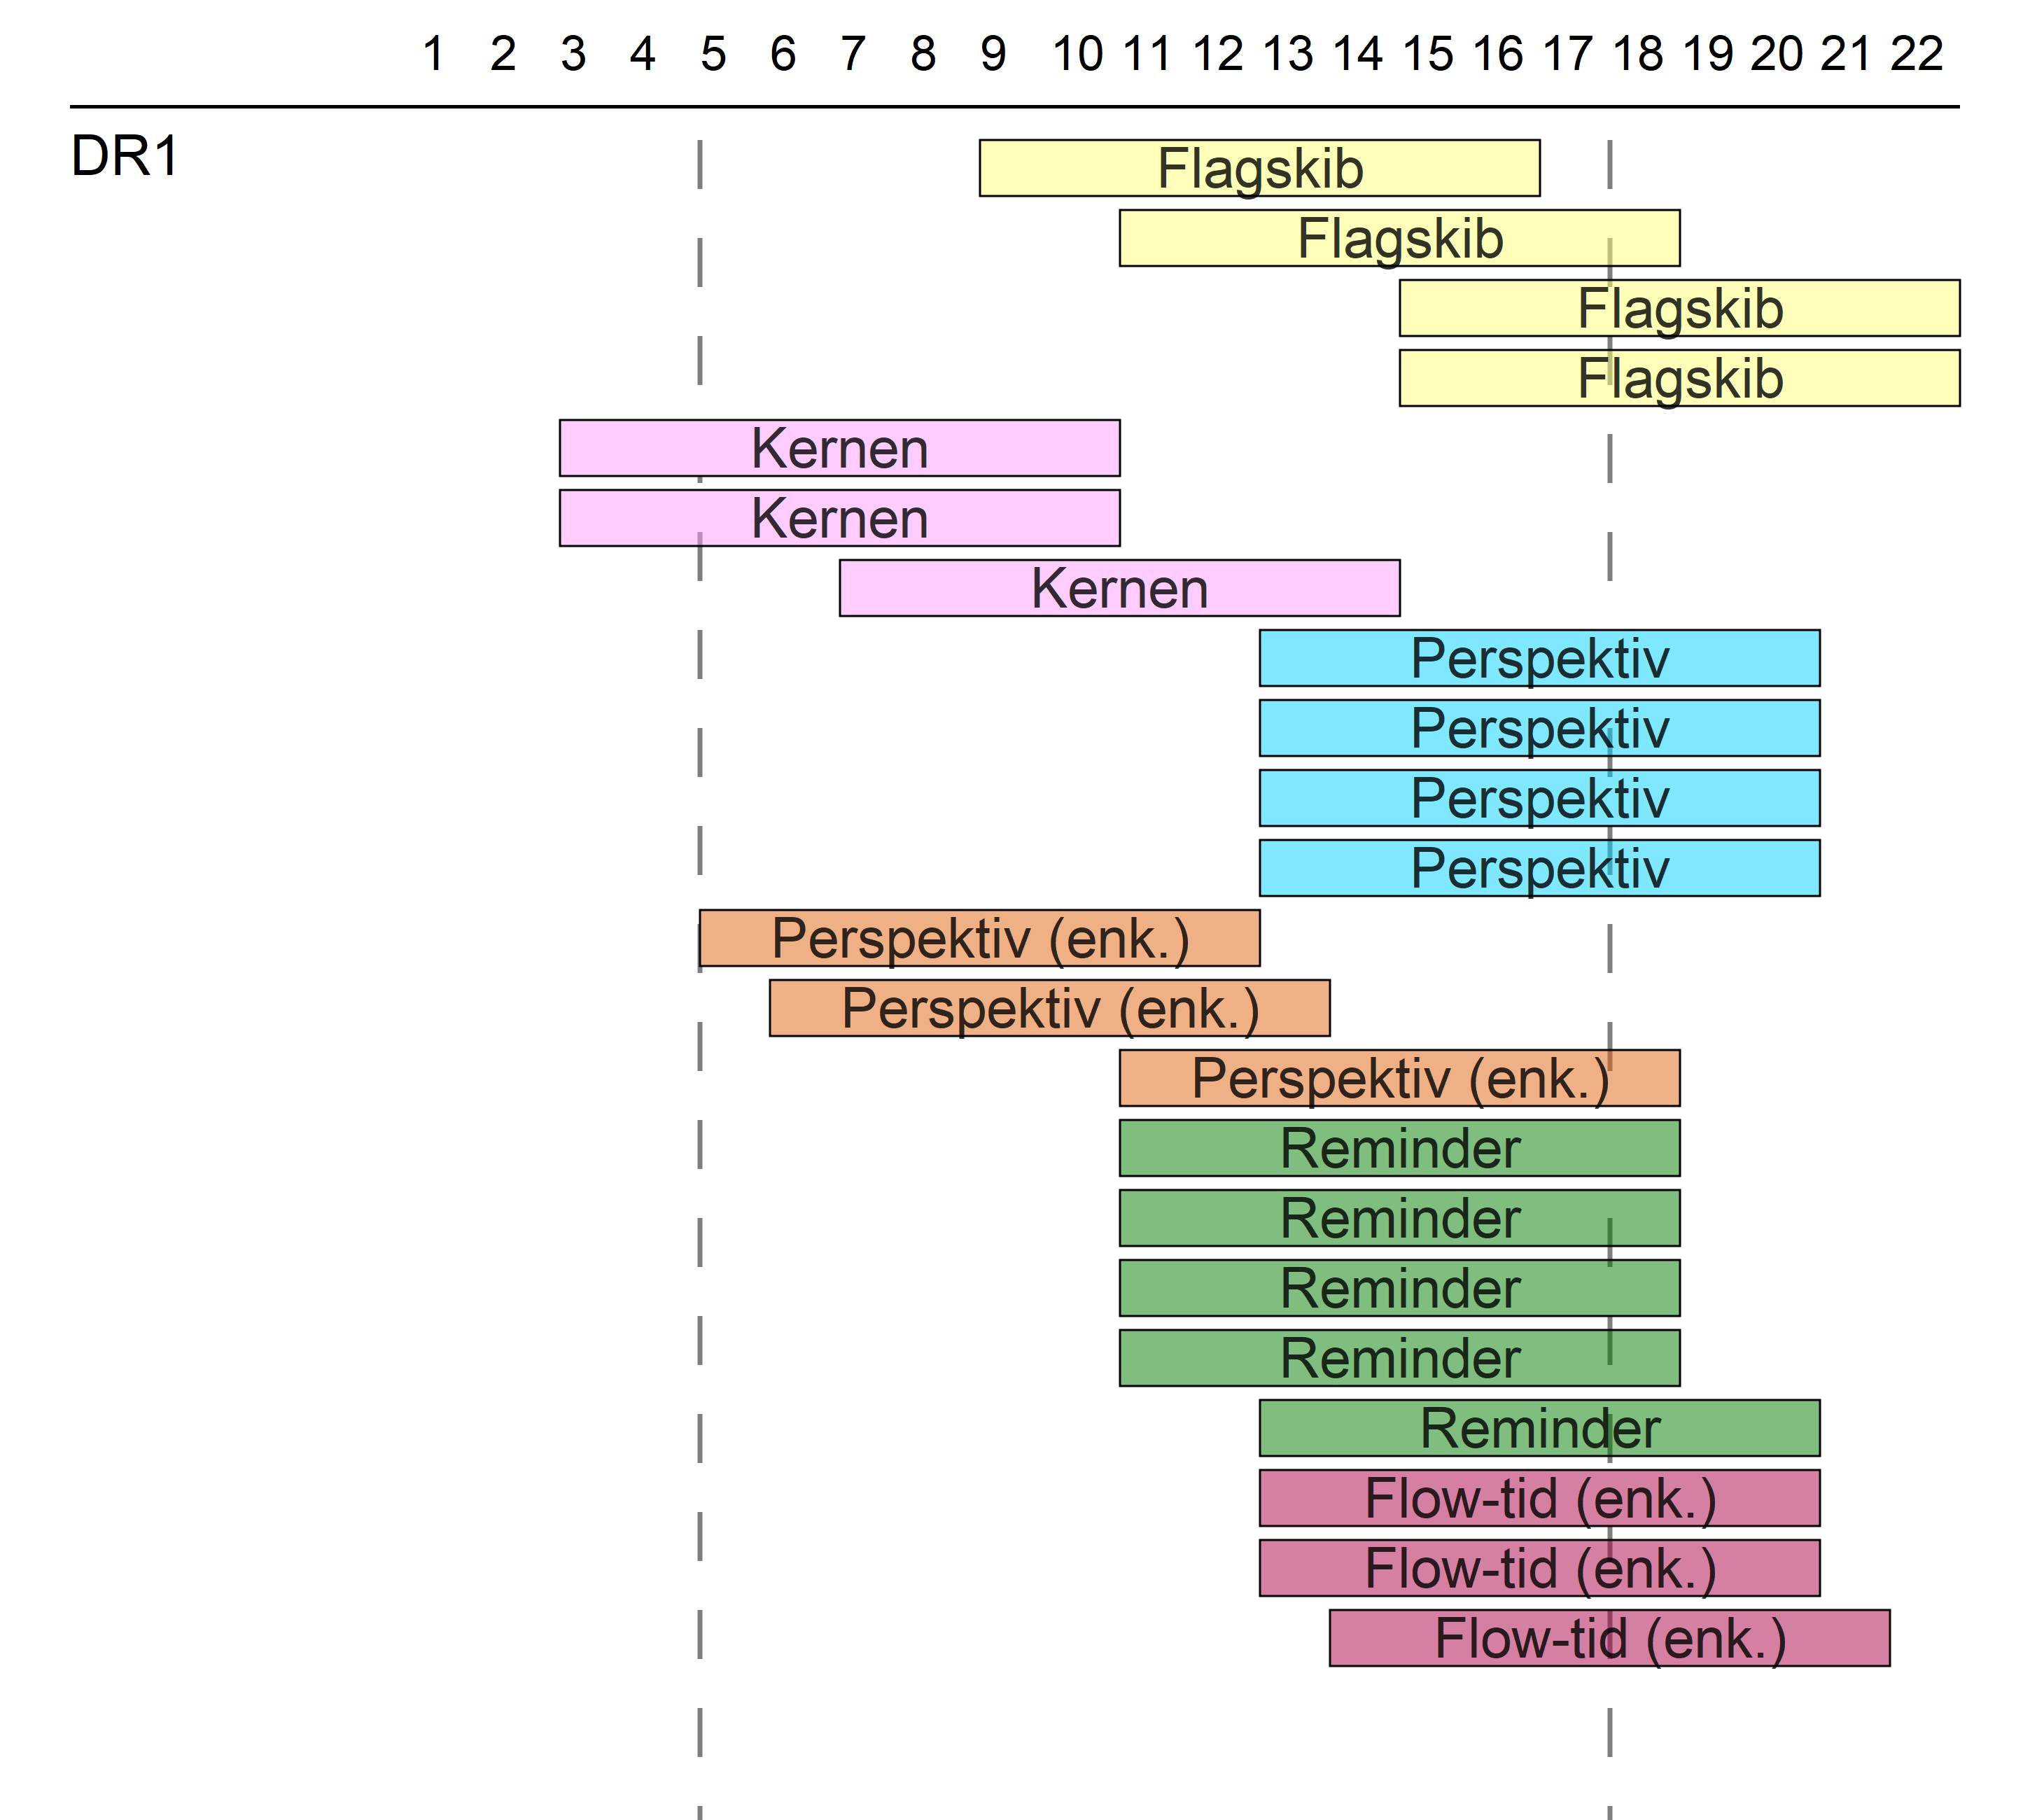 1 2 3 4 5 6 7 8 9 10 11 12 13 14 15 16 17 18 19 20 21 22
DR1
Flagskib
Flagskib
Flagskib
Flagskib
Kernen
Kernen
Kernen
Perspektiv
Perspektiv
Perspektiv
Perspektiv
Perspektiv (enk.)
Perspektiv (enk.)
Perspektiv (enk.)
Reminder
Reminder
Reminder
Reminder
Reminder
Flow-tid (enk.)
Flow-tid (enk.)
Flow-tid (enk.)